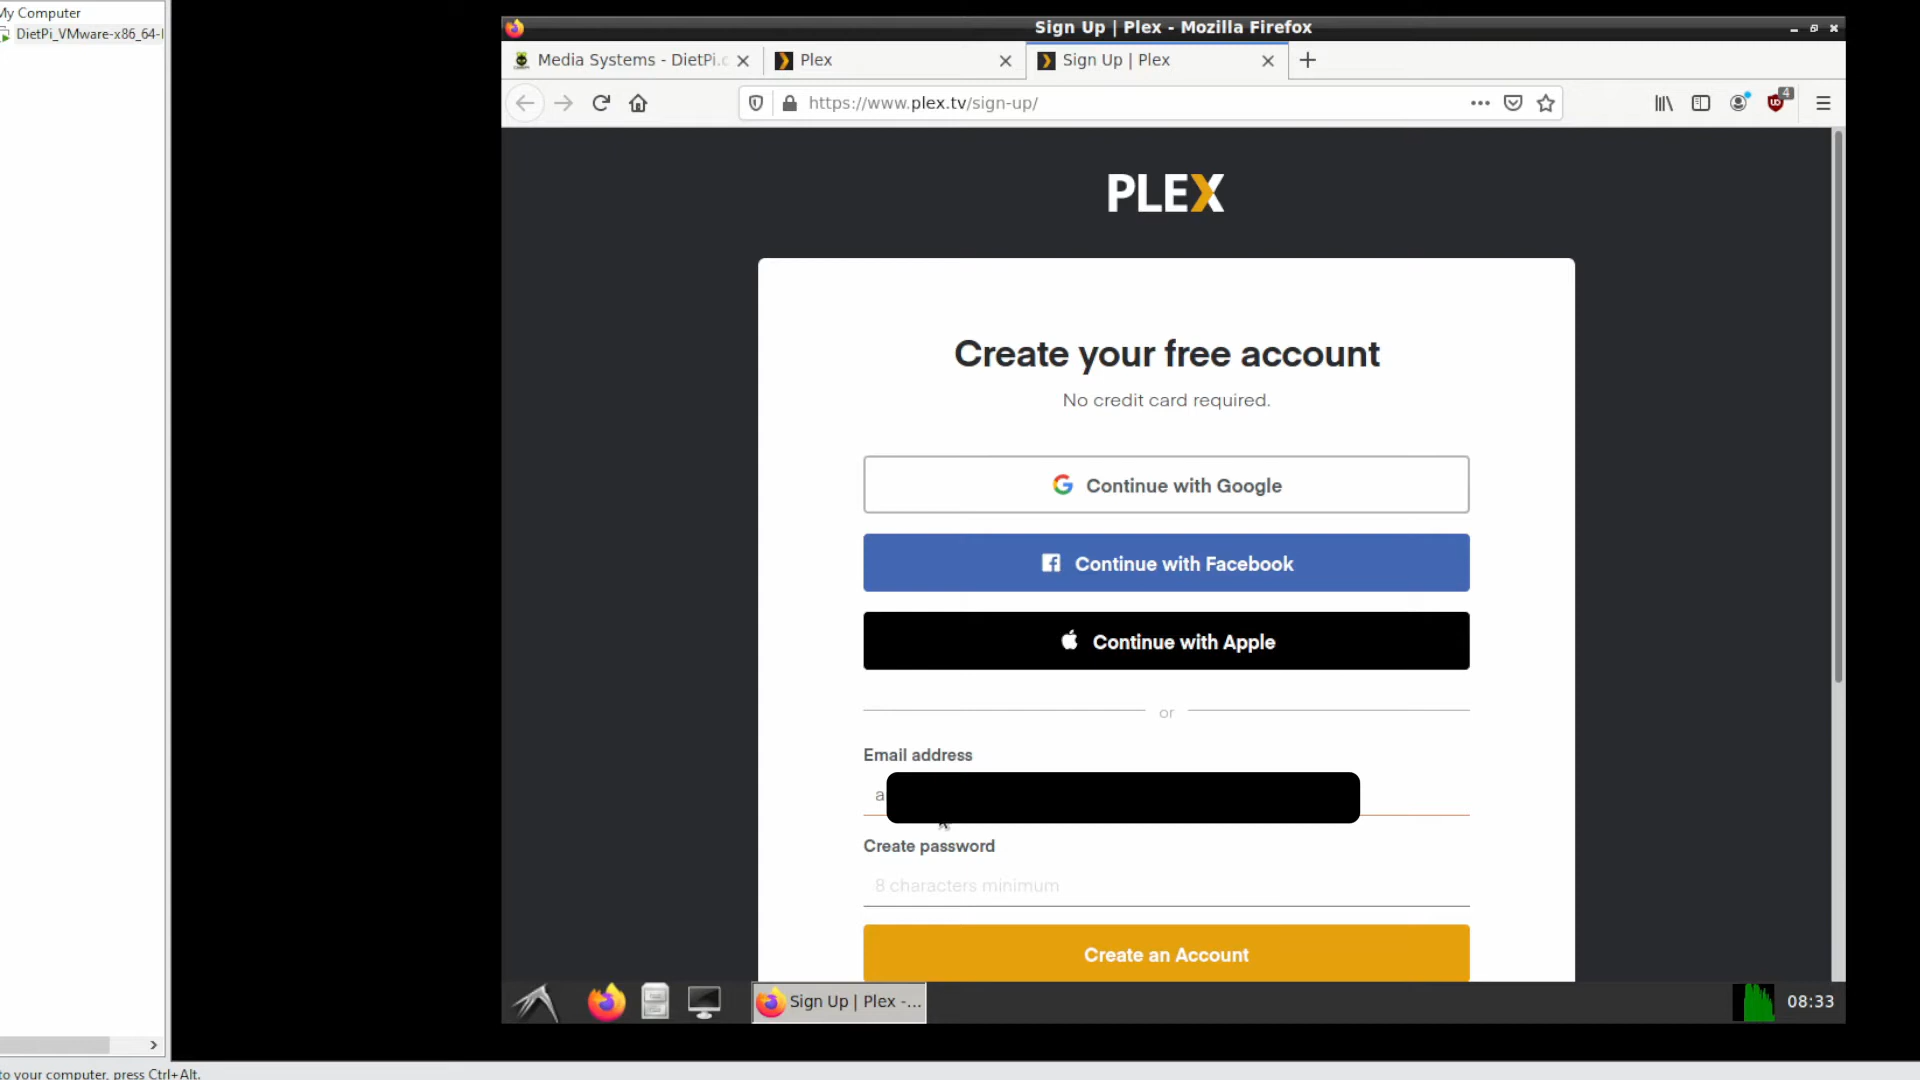 My Computer
DietPi_VMware-x86_64-
Sign Up | Plex - Mozilla Firefox
Media Systems - DietPi.c
Plex
Sign Up | Plex
https://www.plex.tv/sign-up/
4
PLEX
Create your free account
No credit card required.
Continue with Google
Continue with Facebook
Continue with Apple
or
Email address
a
Create password
8 characters minimum
Create an Account
Sign Up | Plex -...
08:33
to your computer, press Ctrl+Alt.